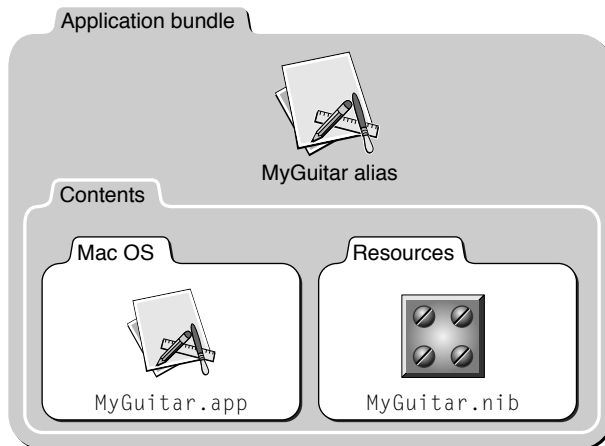 Application bundle
MyGuitar alias
Contents
Mac OS
Resources
MyGuitar.app
MyGuitar.nib